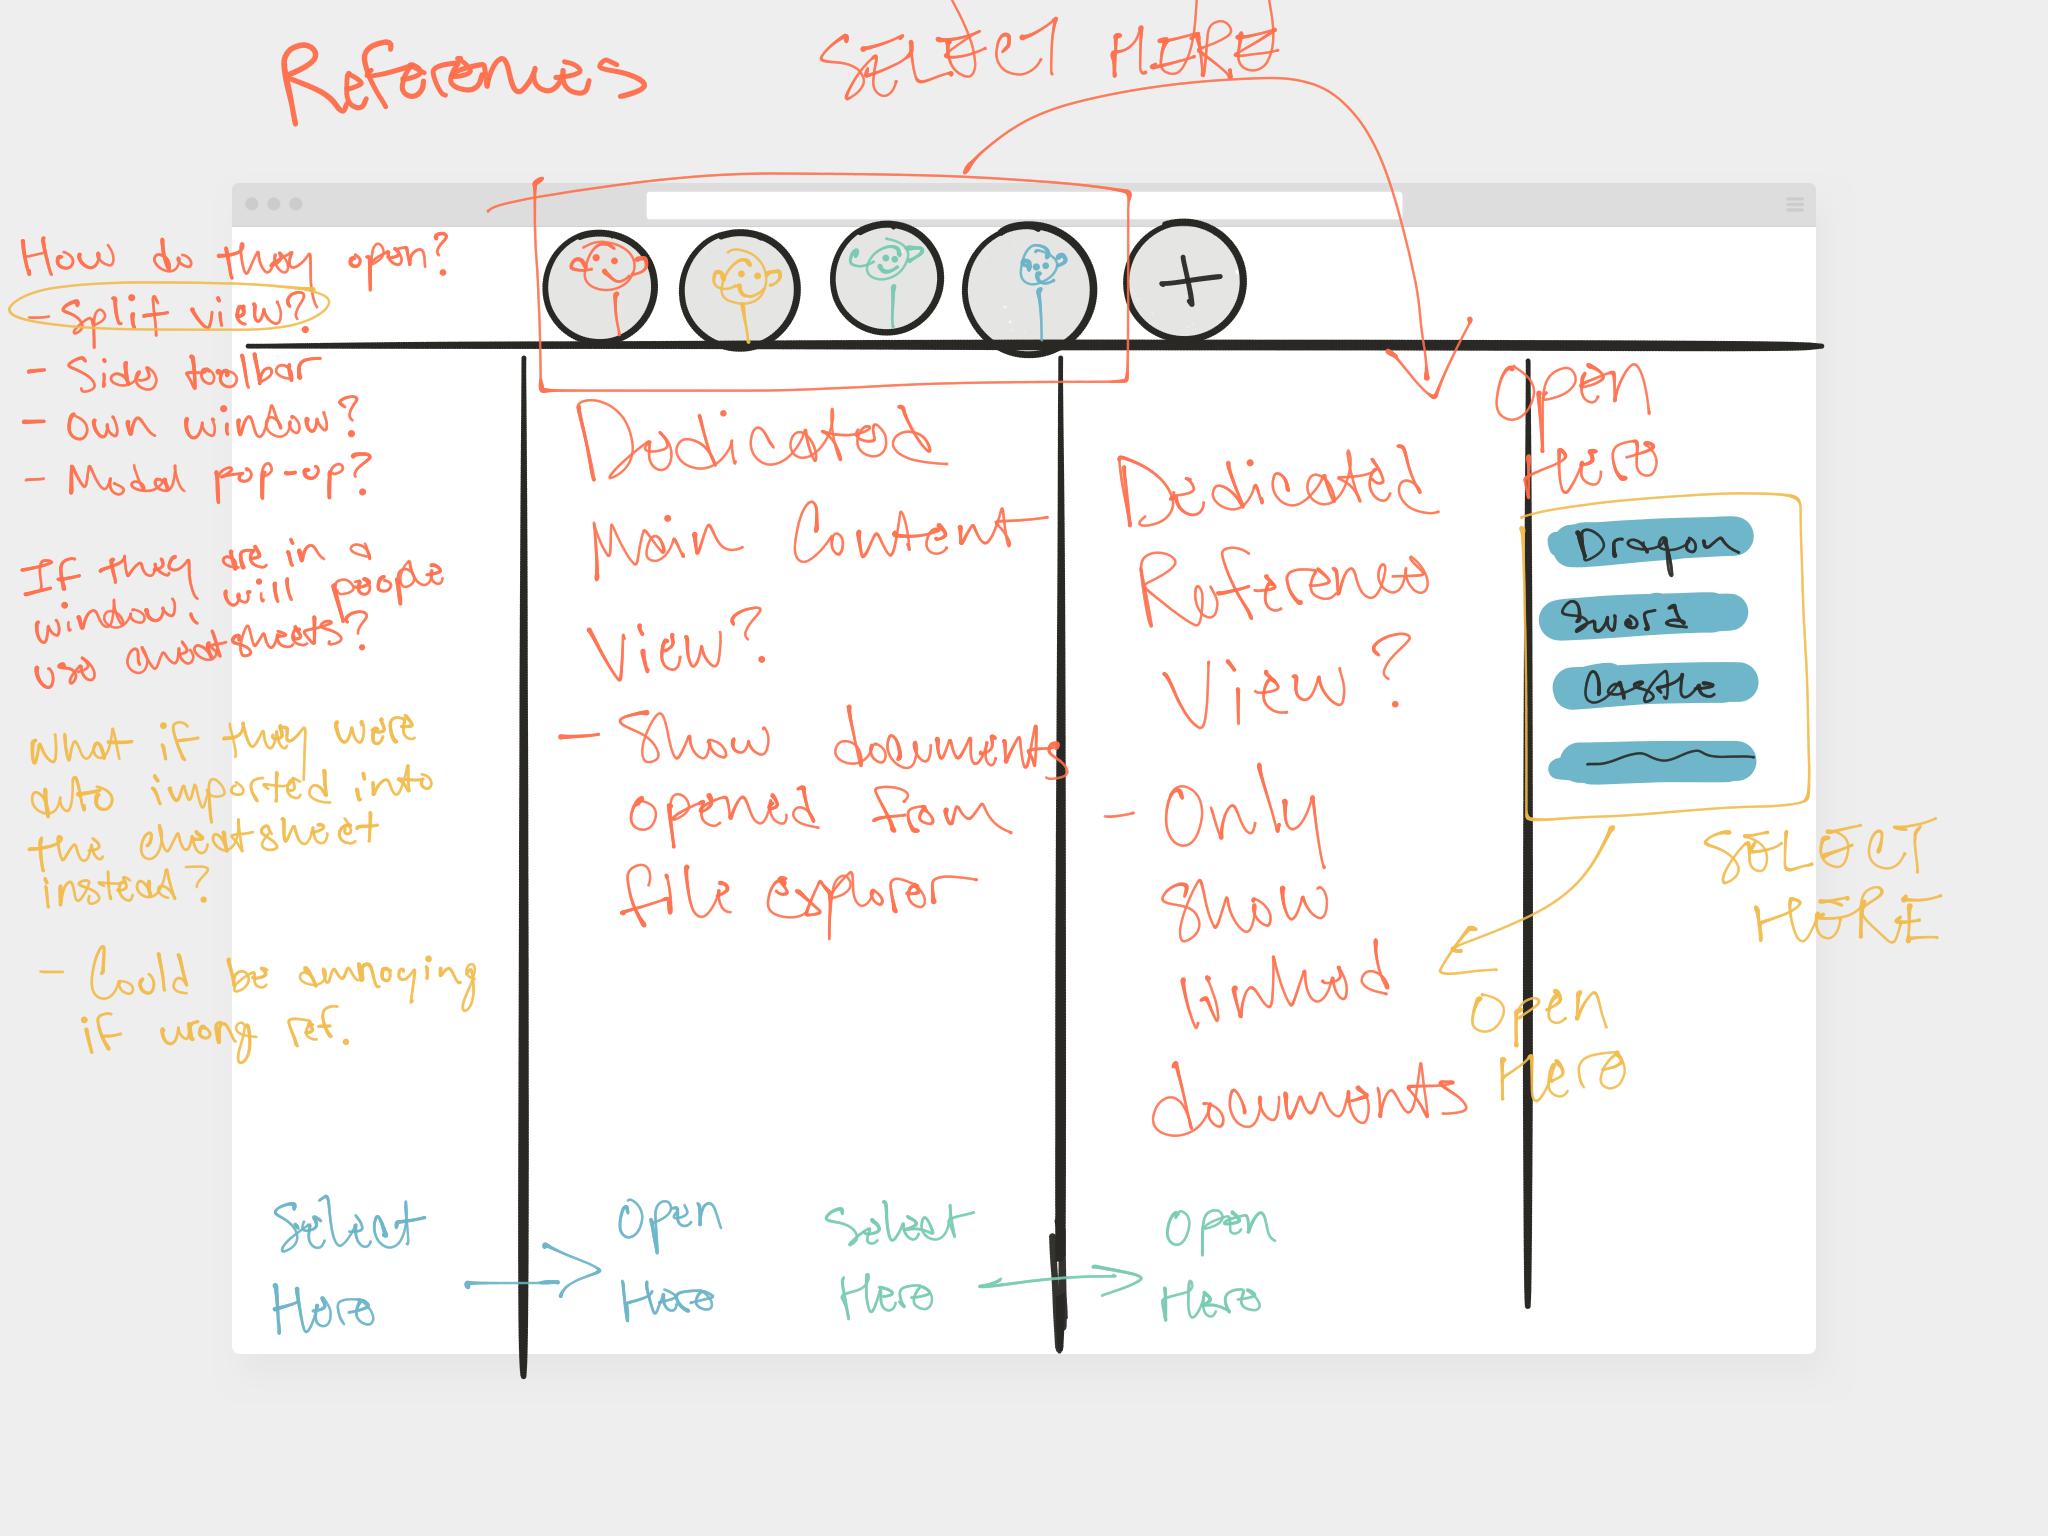 References
SELECT HERE
How do they open?
- Split view?
- Sides toolbar
- Own window?
- Modal pop-op?
If they are in a
window, will people
use cheatsheets?
What if they were
auto imported into
the cheatsheet
instead?
- Could be annoying
if wrong ref.
Select
Here
+
Dedicated
Main Content
View?
- Show documents
opened from
file explorer
Open
Here
Select
Here
Dedicated
Reference
View?
- Only
show
linked
documents
Open
Here
Open
Here
Dragon
Sword
Castle
SELECT
HERE
Open
Here